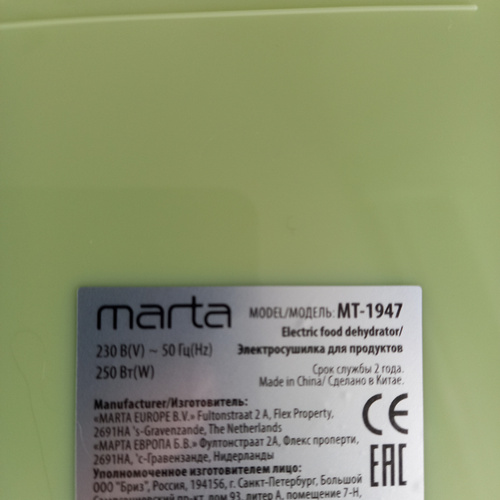 marta MODEL/МОДЕЛЬ: MT-1947
Electric food dehydrator/
230 В(V) ~ 50 Гц(Hz) Электросушилка для продуктов
250 Вт(W) Срок службы 2 года.
Made in China/ Сделано в Китае.
Manufacturer/Изготовитель:
«MARTA EUROPE B.V.» Fultonstraat 2 A, Flex Property,
2691HA 's-Gravenzande, The Netherlands
«МАРТА ЕВРОПА Б.В.» Фултонстраат 2А, Флекс проперти,
2691HA, 'с-Гравензанде, Нидерланды
CE
EAC
Уполномоченное изготовителем лицо:
ООО "Бриз", Россия, 194156, г. Санкт-Петербург, Большой
Сампсониевский пр., дом 93, литер А, помещение 7-Н,